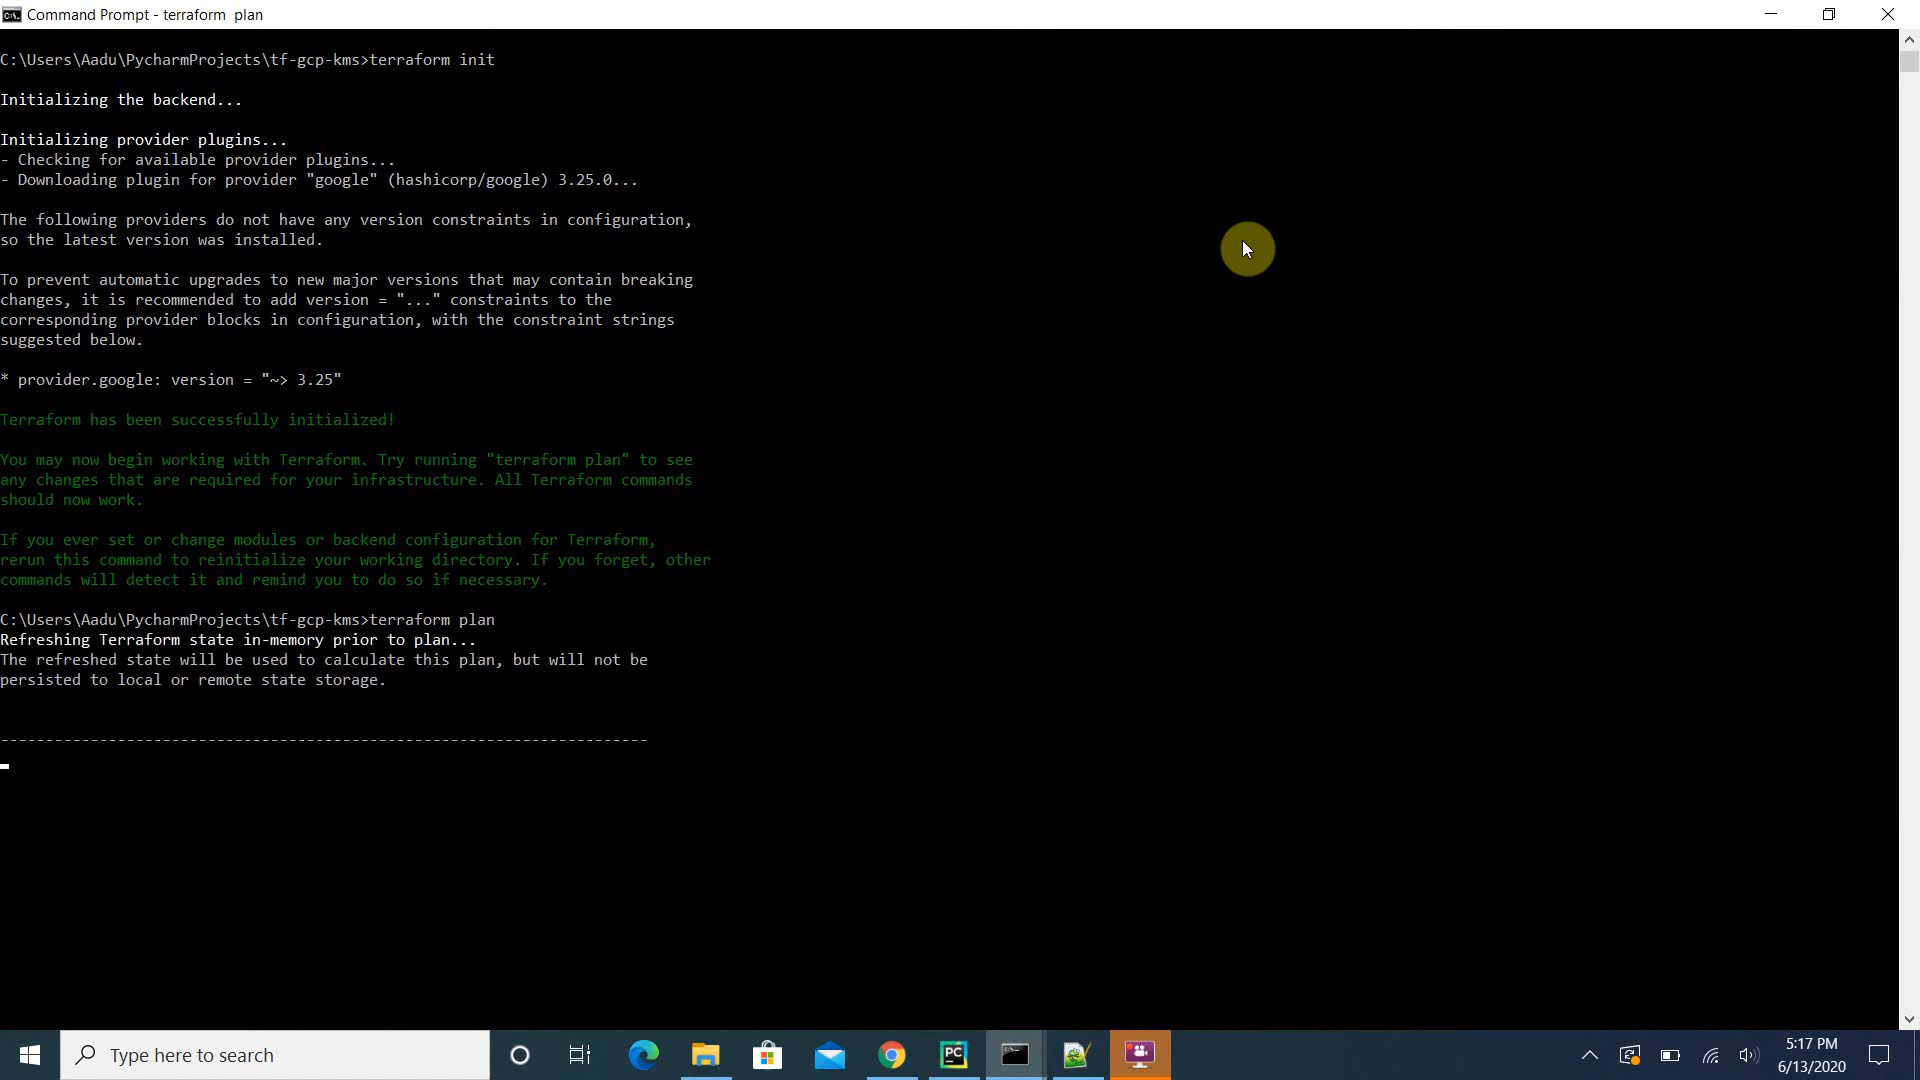 Command Prompt - terraform  plan
C:\Users\Aadu\PycharmProjects\tf-gcp-kms>terraform init
Initializing the backend...
Initializing provider plugins...
- Checking for available provider plugins...
- Downloading plugin for provider "google" (hashicorp/google) 3.25.0...
The following providers do not have any version constraints in configuration,
so the latest version was installed.
To prevent automatic upgrades to new major versions that may contain breaking
changes, it is recommended to add version = "..." constraints to the
corresponding provider blocks in configuration, with the constraint strings
suggested below.
* provider.google: version = "~> 3.25"
Terraform has been successfully initialized!
You may now begin working with Terraform. Try running "terraform plan" to see
any changes that are required for your infrastructure. All Terraform commands
should now work.
If you ever set or change modules or backend configuration for Terraform,
rerun this command to reinitialize your working directory. If you forget, other
commands will detect it and remind you to do so if necessary.
C:\Users\Aadu\PycharmProjects\tf-gcp-kms>terraform plan
Refreshing Terraform state in-memory prior to plan...
The refreshed state will be used to calculate this plan, but will not be
persisted to local or remote state storage.
------------------------------------------------------------------------
Type here to search
PC
5:17 PM
6/13/2020